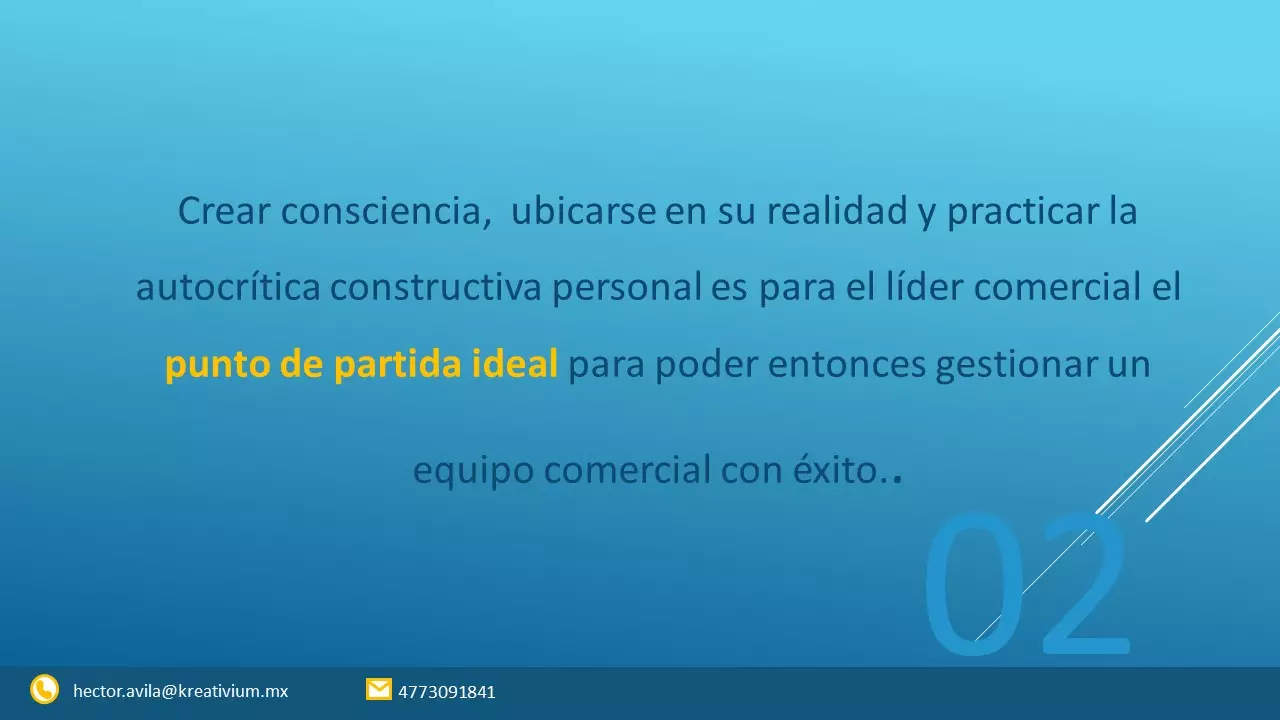 Crear consciencia, ubicarse en su realidad y practicar la
autocrítica constructiva personal es para el líder comercial el
punto de partida ideal para poder entonces gestionar un
equipo comercial con éxito..
02
hector.avila@kreativium.mx 4773091841